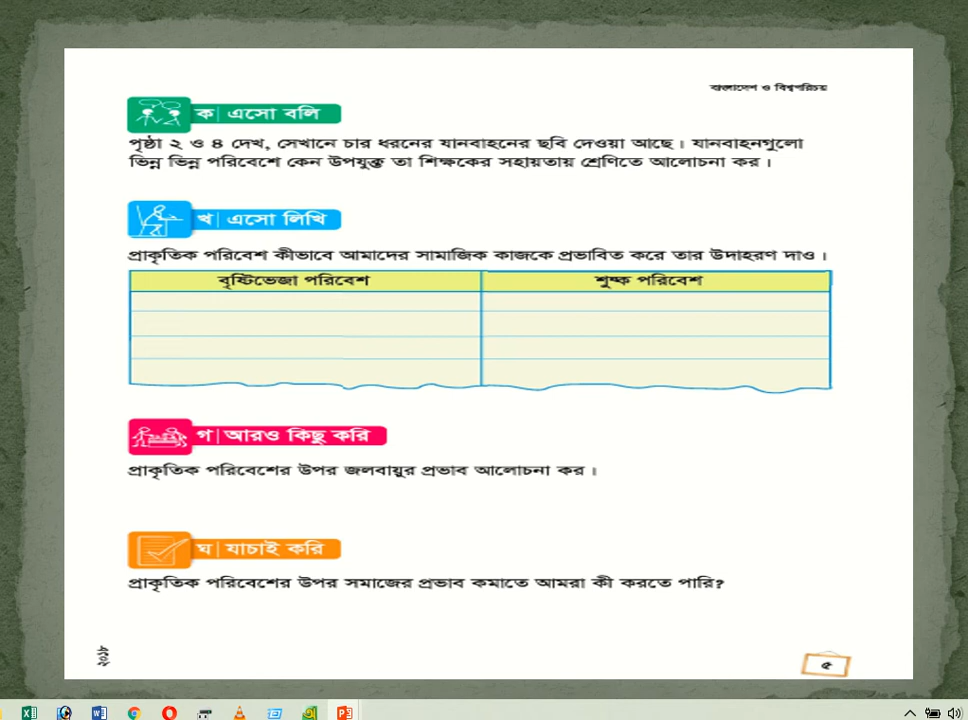 বাংলাদেশ ও বিশ্বপরিচয়
ক | এসো বলি
পৃষ্ঠা ২ ও ৪ দেখ, সেখানে চার ধরনের যানবাহনের ছবি দেওয়া আছে। যানবাহনগুলো
ভিন্ন ভিন্ন পরিবেশে কেন উপযুক্ত তা শিক্ষকের সহায়তায় শ্রেণিতে আলোচনা কর।
খ | এসো লিখি
প্রাকৃতিক পরিবেশ কীভাবে আমাদের সামাজিক কাজকে প্রভাবিত করে তার উদাহরণ দাও।
বৃষ্টিভেজা পরিবেশ শুষ্ক পরিবেশ
গ | আরও কিছু করি
প্রাকৃতিক পরিবেশের উপর জলবায়ুর প্রভাব আলোচনা কর।
ঘ | যাচাই করি
প্রাকৃতিক পরিবেশের উপর সমাজের প্রভাব কমাতে আমরা কী করতে পারি?
২০১৮
৫